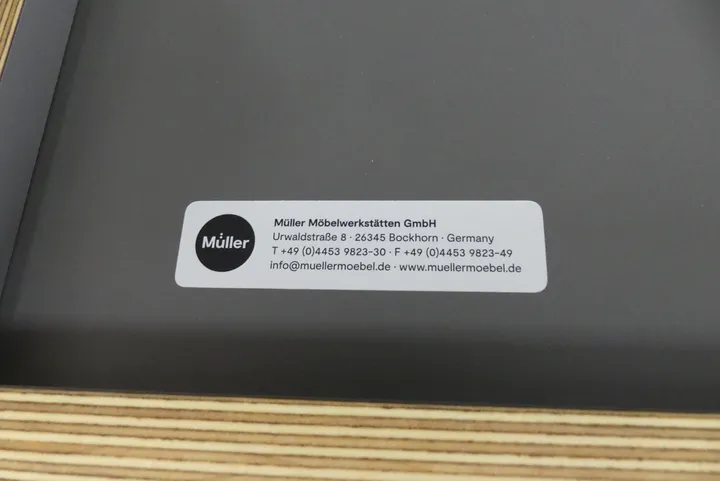 Müller
Müller Möbelwerkstätten GmbH
Urwaldstraße 8 · 26345 Bockhorn · Germany
T +49 (0)4453 9823-30 · F +49 (0)4453 9823-49
info@muellermoebel.de · www.muellermoebel.de